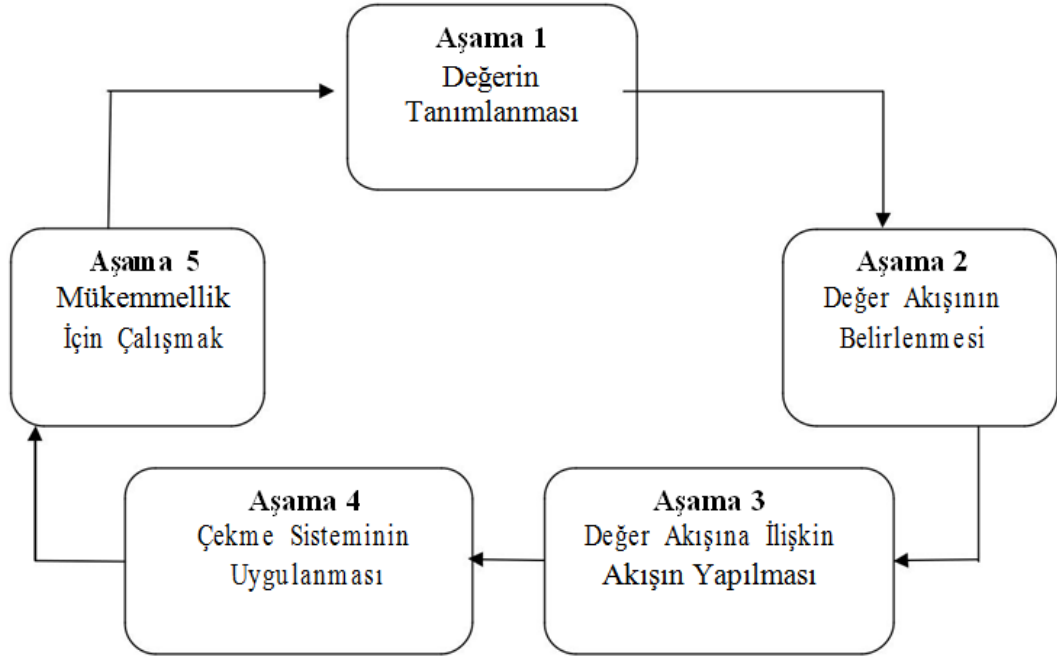 Aşama 1
Değerin
Tanımlanması
Aşama 2
Değer Akışının
Belirlenmesi
Aşama 3
Değer Akışına İlişkin
Akışın Yapılması
Aşama 4
Çekme Sisteminin
Uygulanması
Aşama 5
Mükemmellik
İçin Çalışmak